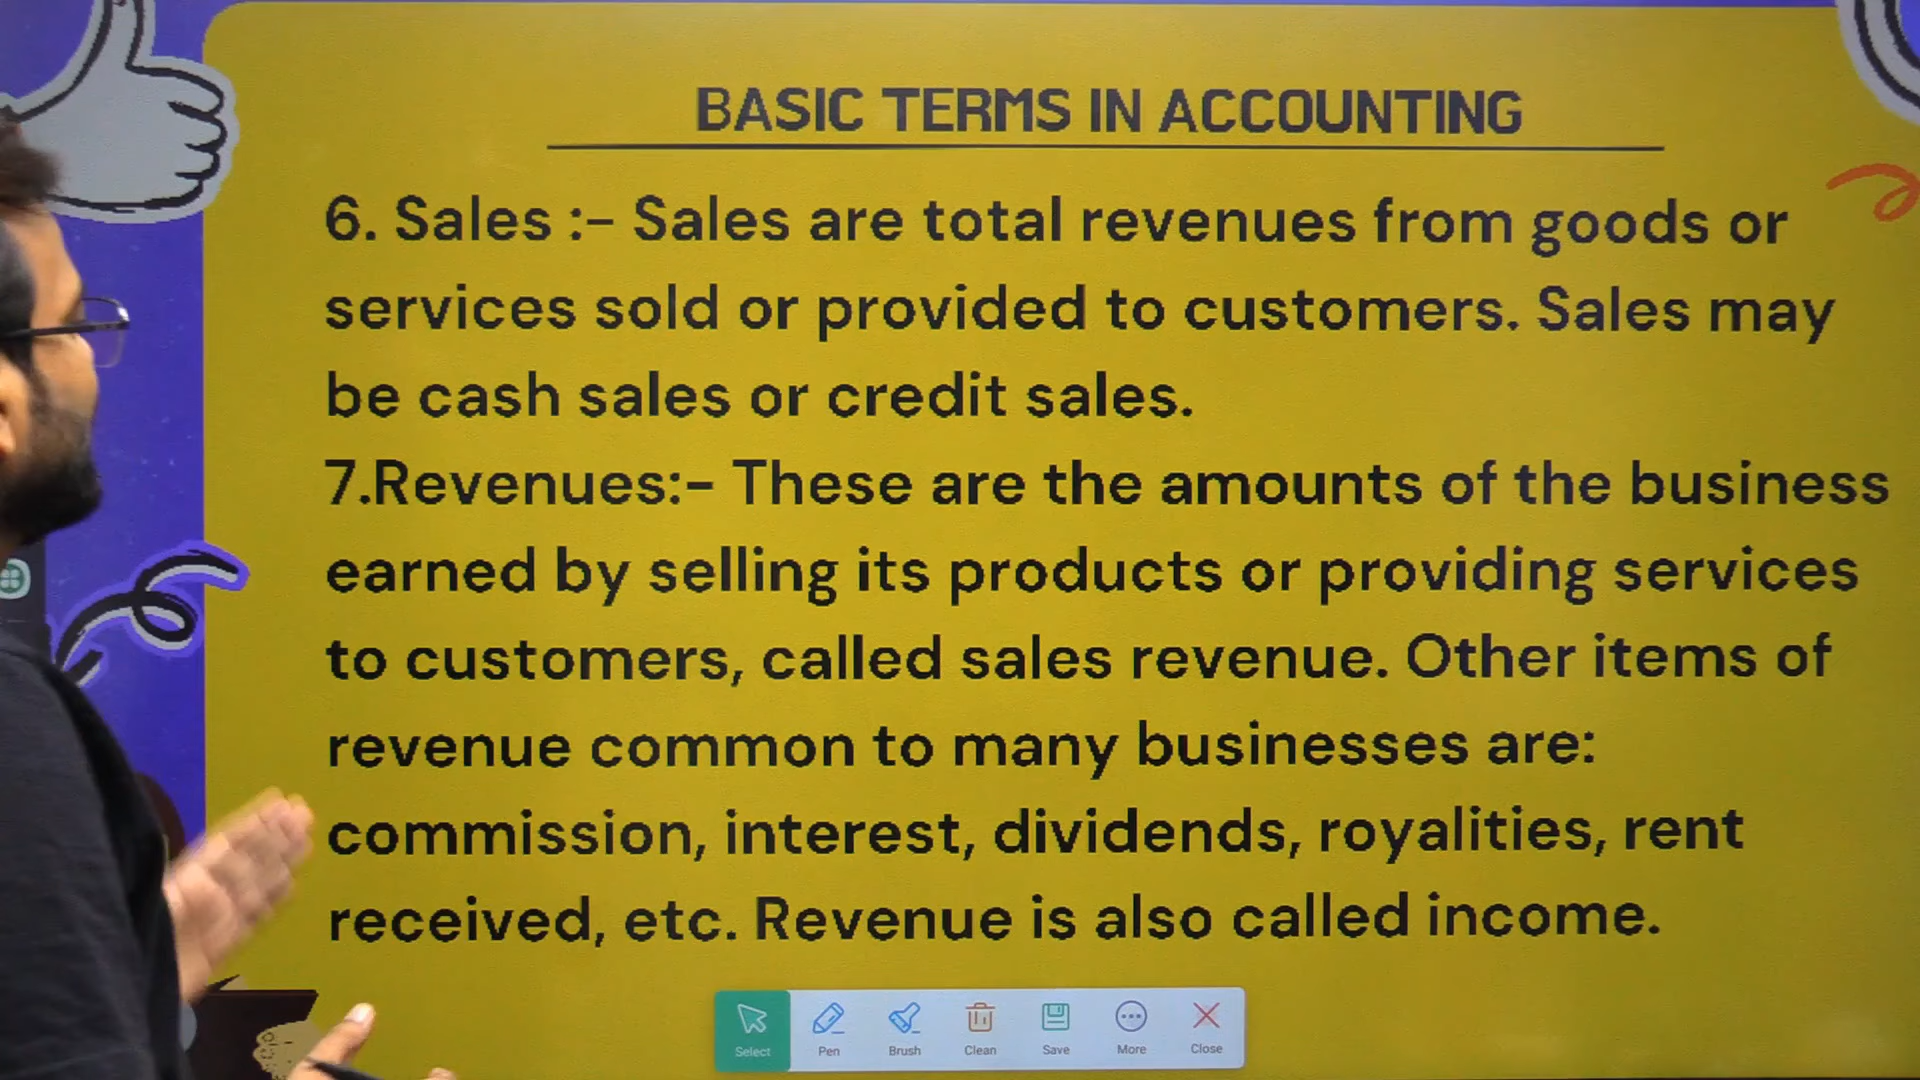 BASIC TERMS IN ACCOUNTING
6. Sales :- Sales are total revenues from goods or
services sold or provided to customers. Sales may
be cash sales or credit sales.
7.Revenues:- These are the amounts of the business
earned by selling its products or providing services
to customers, called sales revenue. Other items of
revenue common to many businesses are:
commission, interest, dividends, royalities, rent
received, etc. Revenue is also called income.
Select Pen Brush Clean Save More Close